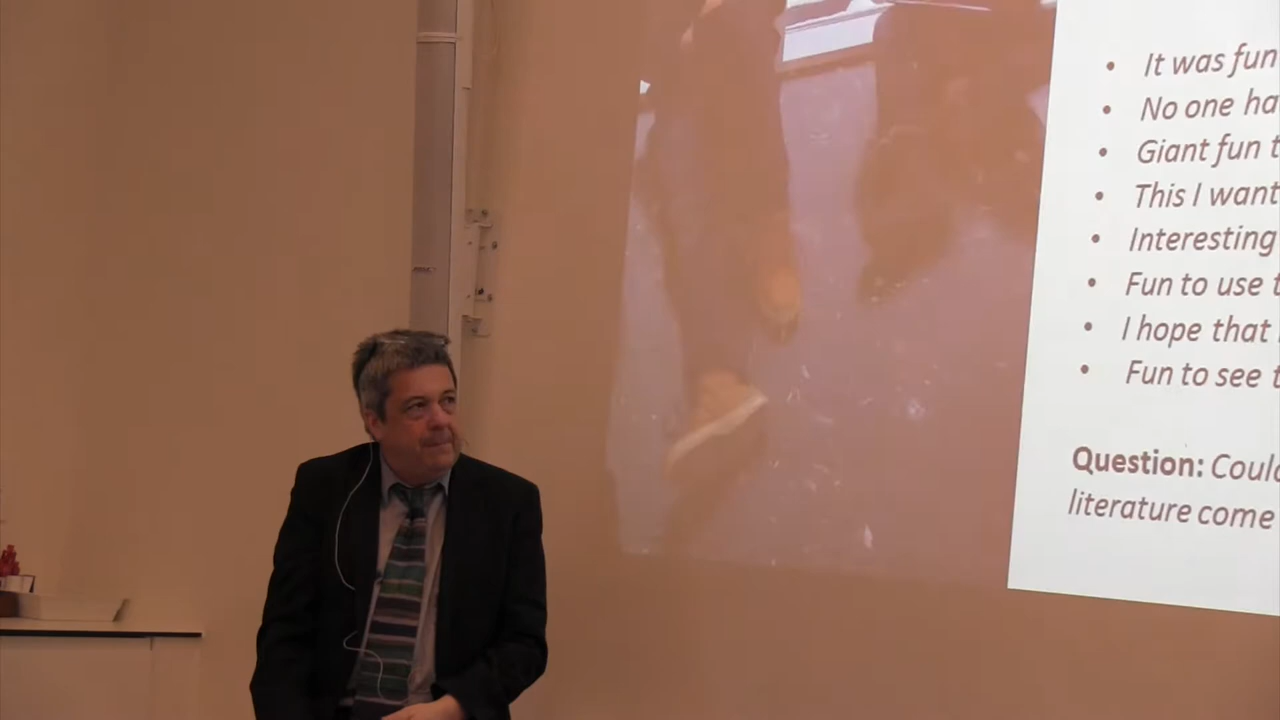 • It was fun
• No one ha
• Giant fun t
• This I want
• Interesting
• Fun to use t
• I hope that
• Fun to see t
Question: Could
literature come